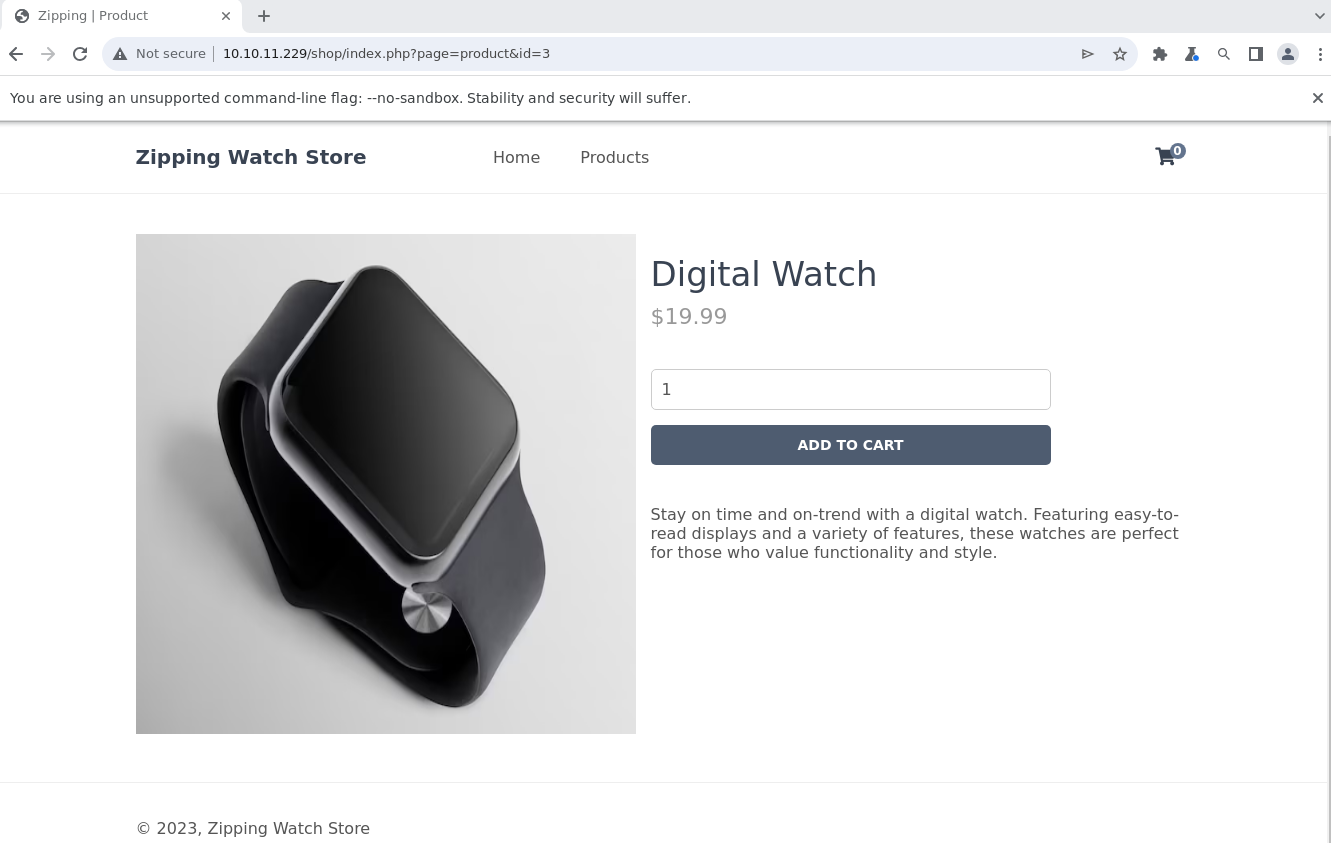 Zipping | Product
Not secure
10.10.11.229/shop/index.php?page=product&id=3
You are using an unsupported command-line flag: --no-sandbox. Stability and security will suffer.
Zipping Watch Store
Home
Products
0
Digital Watch
$19.99
1
ADD TO CART
Stay on time and on-trend with a digital watch. Featuring easy-to-
read displays and a variety of features, these watches are perfect
for those who value functionality and style.
© 2023, Zipping Watch Store